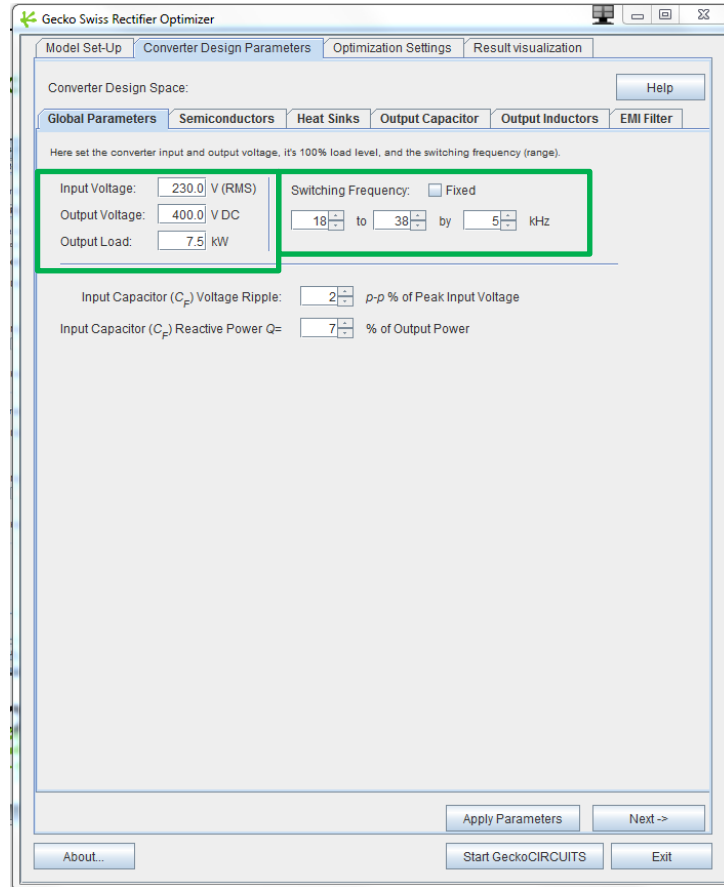 Gecko Swiss Rectifier Optimizer
Model Set-Up Converter Design Parameters Optimization Settings Result visualization
Converter Design Space: Help
Global Parameters Semiconductors Heat Sinks Output Capacitor Output Inductors EMI Filter
Here set the converter input and output voltage, it's 100% load level, and the switching frequency (range).
Input Voltage: 230.0 V (RMS) Switching Frequency: Fixed
Output Voltage: 400.0 V DC 18 to 38 by 5 kHz
Output Load: 7.5 kW
Input Capacitor (C_F) Voltage Ripple: 2 p-p % of Peak Input Voltage
Input Capacitor (C_F) Reactive Power Q= 7 % of Output Power
Apply Parameters Next ->
About... Start GeckoCIRCUITS Exit